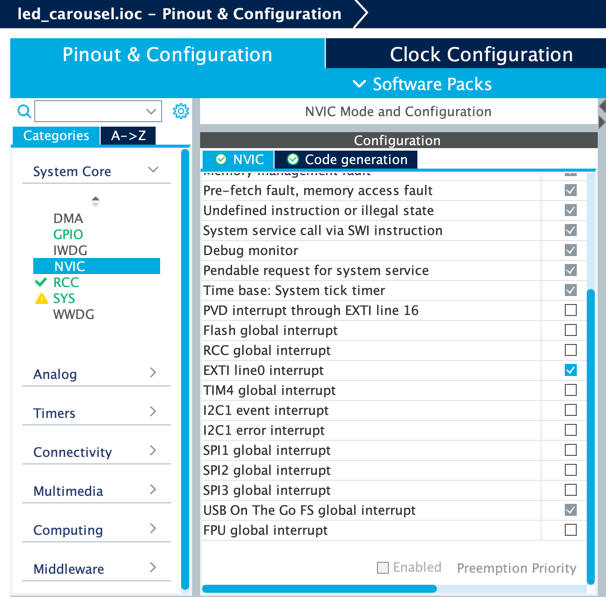 led_carousel.ioc - Pinout & Configuration
Pinout & Configuration
Clock Configuration
Software Packs
NVIC Mode and Configuration
Categories
A->Z
System Core
DMA
GPIO
IWDG
NVIC
RCC
SYS
WWDG
Analog
Timers
Connectivity
Multimedia
Computing
Middleware
Configuration
NVIC
Code generation
Memory management fault
Pre-fetch fault, memory access fault
Undefined instruction or illegal state
System service call via SWI instruction
Debug monitor
Pendable request for system service
Time base: System tick timer
PVD interrupt through EXTI line 16
Flash global interrupt
RCC global interrupt
EXTI line0 interrupt
TIM4 global interrupt
I2C1 event interrupt
I2C1 error interrupt
SPI1 global interrupt
SPI2 global interrupt
SPI3 global interrupt
USB On The Go FS global interrupt
FPU global interrupt
Enabled
Preemption Priority